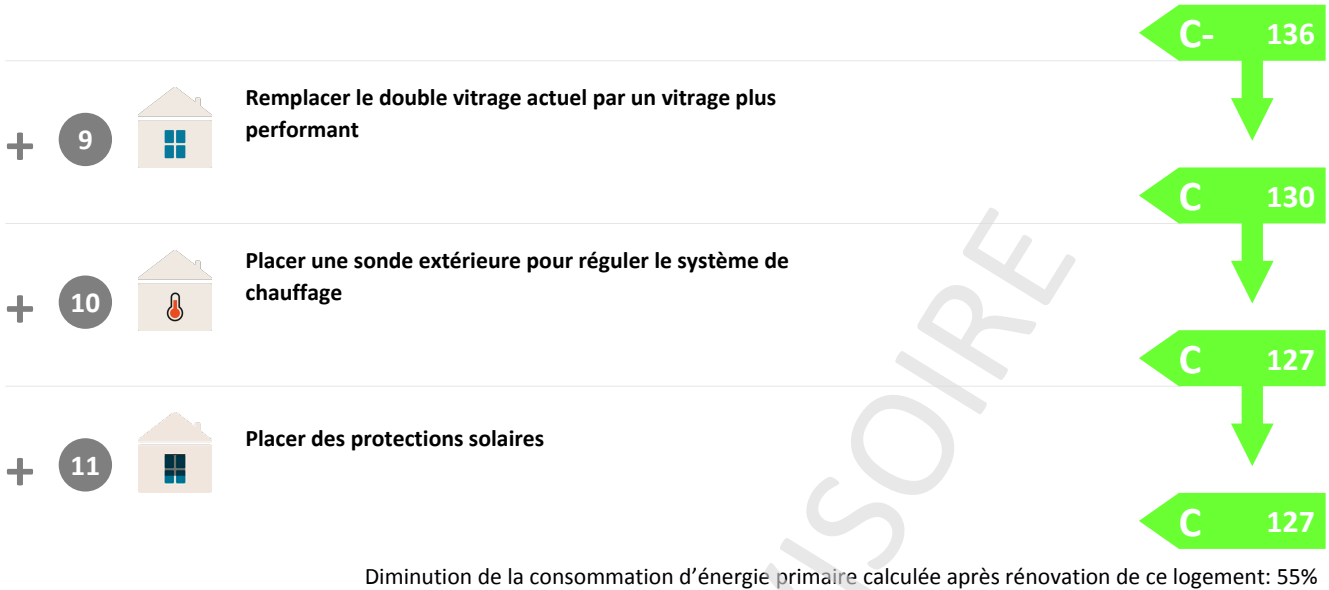 C- 136
+ 9 Remplacer le double vitrage actuel par un vitrage plus
performant
C 130
+ 10 Placer une sonde extérieure pour réguler le système de
chauffage
C 127
+ 11 Placer des protections solaires
C 127
Diminution de la consommation d'énergie primaire calculée après rénovation de ce logement: 55%
VISOIRE